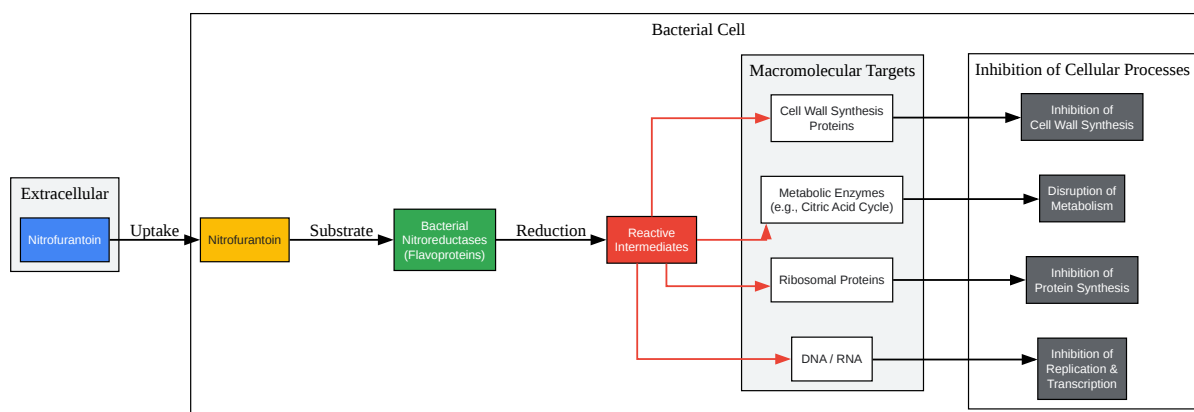 Bacterial Cell
Extracellular
Nitrofurantoin
Uptake
Nitrofurantoin
Substrate
Bacterial
Nitroreductases
(Flavoproteins)
Reduction
Reactive
Intermediates
Macromolecular Targets
Cell Wall Synthesis
Proteins
Metabolic Enzymes
(e.g., Citric Acid Cycle)
Ribosomal Proteins
DNA / RNA
Inhibition of Cellular Processes
Inhibition of
Cell Wall Synthesis
Disruption of
Metabolism
Inhibition of
Protein Synthesis
Inhibition of
Replication &
Transcription